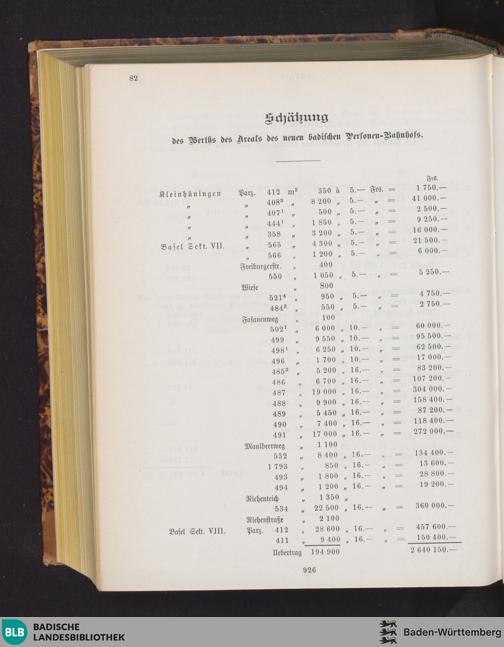 82
Schätzung
des Werths des Areals des neuen badischen Personen-Bahnhofs.
Frs.
Kleinhüningen Parz. 412 m² 350 à 5.— Frs. = 1 750.—
„ „ 408³ „ 8 200 „ 5.— „ = 41 000.—
„ „ 407¹ „ 500 „ 5.— „ = 2 500.—
„ „ 444¹ „ 1 850 „ 5.— „ = 9 250.—
„ „ 358 „ 3 200 „ 5.— „ = 16 000.—
Basel Sekt. VII. „ 565 „ 4 300 „ 5.— „ = 21 500.—
„ 566 „ 1 200 „ 5.— „ = 6 000.—
Freiburgerstr. „ 400
550 „ 1 050 „ 5.— „ = 5 250.—
Wiese „ 800
521⁴ „ 950 „ 5.— „ = 4 750.—
484² „ 550 „ 5.— „ = 2 750.—
Fasanenweg „ 100
502¹ „ 6 000 „ 10.— „ = 60 000.—
499 „ 9 550 „ 10.— „ = 95 500.—
498¹ „ 6 250 „ 10.— „ = 62 500.—
496 „ 1 700 „ 10.— „ = 17 000.—
485² „ 5 200 „ 16.— „ = 83 200.—
486 „ 6 700 „ 16.— „ = 107 200.—
487 „ 19 000 „ 16.— „ = 304 000.—
488 „ 9 900 „ 16.— „ = 158 400.—
489 „ 5 450 „ 16.— „ = 87 200.—
490 „ 7 400 „ 16.— „ = 118 400.—
491 „ 17 000 „ 16.— „ = 272 000.—
Maulbeerweg „ 1 100
532 „ 8 400 „ 16.— „ = 134 400.—
1 793 „ 850 „ 16.— „ = 13 600.—
493 „ 1 800 „ 16.— „ = 28 800.—
494 „ 1 200 „ 16.— „ = 19 200.—
Riehenteich „ 1 350 „
534 „ 22 500 „ 16.— „ = 360 000.—
Riehenstraße „ 2 100
Basel Sekt. VIII. Parz. 412 „ 28 600 „ 16.— „ = 457 600.—
411 „ 9 400 „ 16.— „ = 150 400.—
Uebertrag 194 900 2 640 150.—
926
BLB BADISCHE
LANDESBIBLIOTHEK
Baden-Württemberg